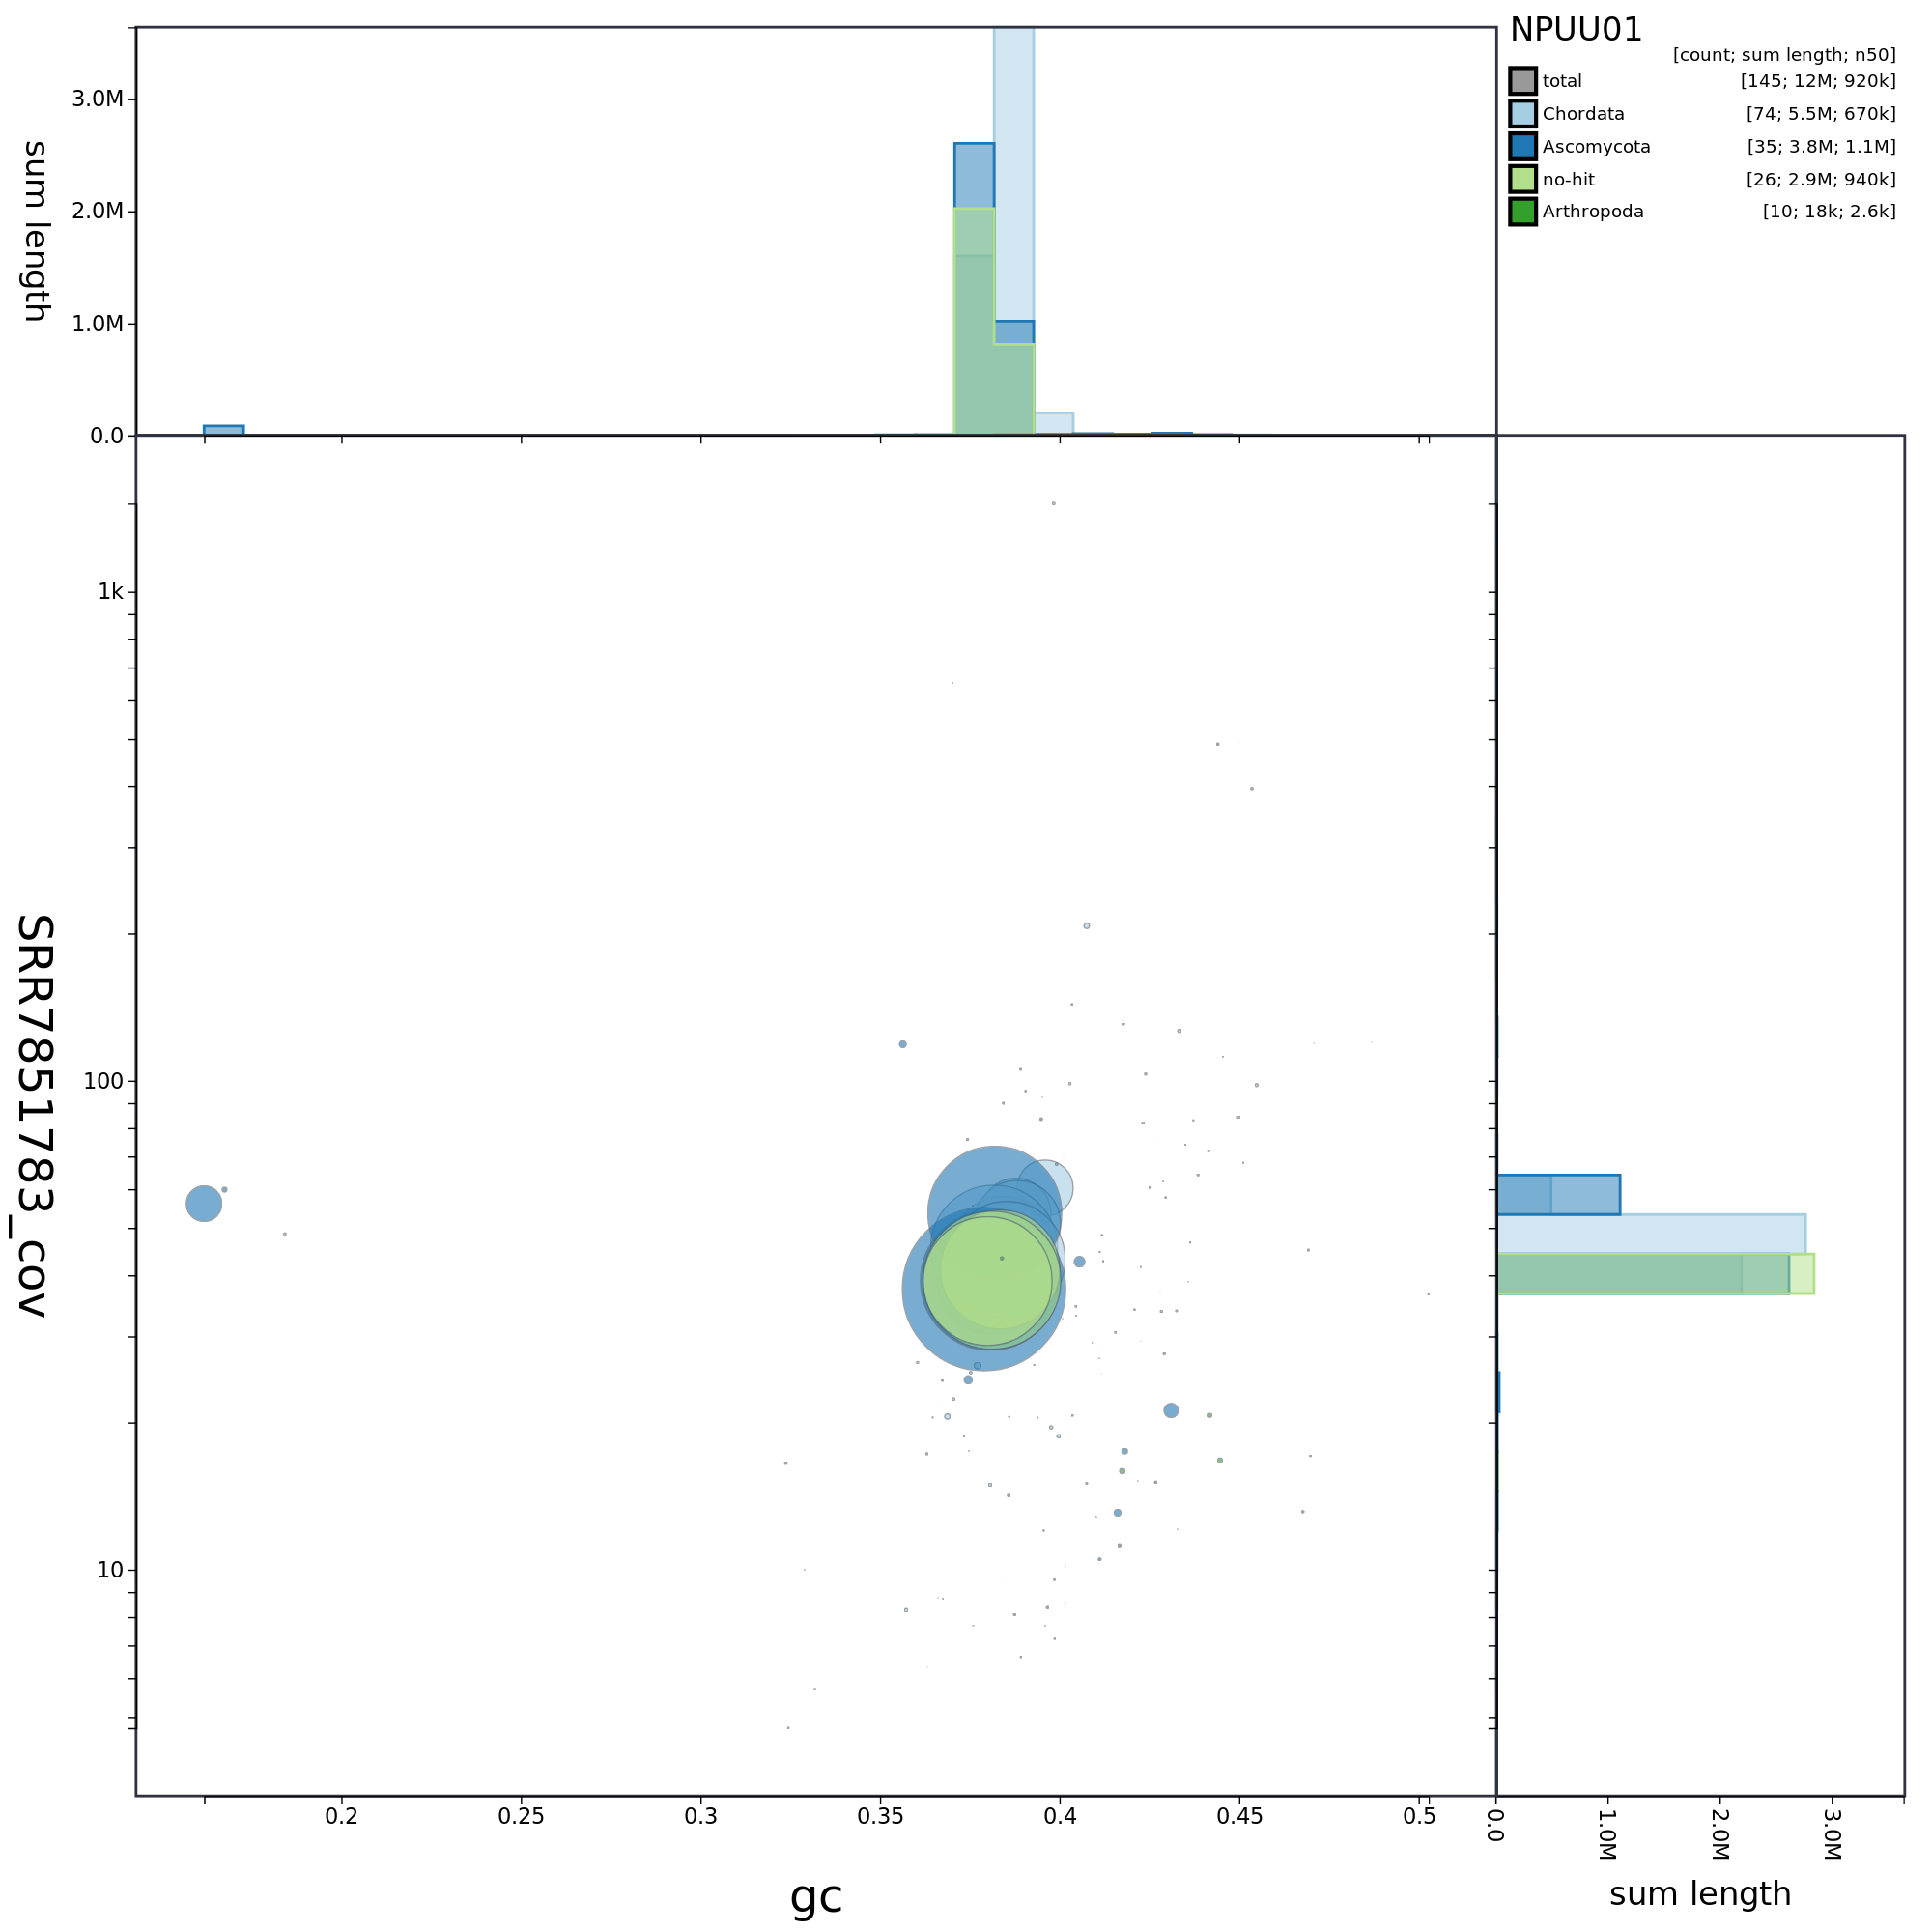 NPUU01
[count; sum length; n50]
total [145; 12M; 920k]
Chordata [74; 5.5M; 670k]
Ascomycota [35; 3.8M; 1.1M]
no-hit [26; 2.9M; 940k]
Arthropoda [10; 18k; 2.6k]
sum length
3.0M
2.0M
1.0M
0.0
SRR7851783_cov
1k
100
10
0.2 0.25 0.3 0.35 0.4 0.45 0.5
gc
0.0 1.0M 2.0M 3.0M
sum length